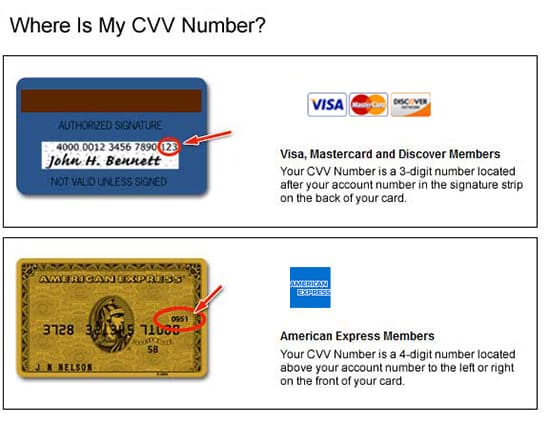 Where Is My CVV Number?
AUTHORIZED SIGNATURE
4000 0012 3456 7890 123
John H. Bennett
NOT VALID UNLESS SIGNED
VISA MasterCard DISCOVER
NETWORK
Visa, Mastercard and Discover Members
Your CVV Number is a 3-digit number located
after your account number in the signature strip
on the back of your card.
AMERICAN EXPRESS
0951
3728
58
J N NELSON
AMERICAN
EXPRESS
American Express Members
Your CVV Number is a 4-digit number located
above your account number to the left or right
on the front of your card.